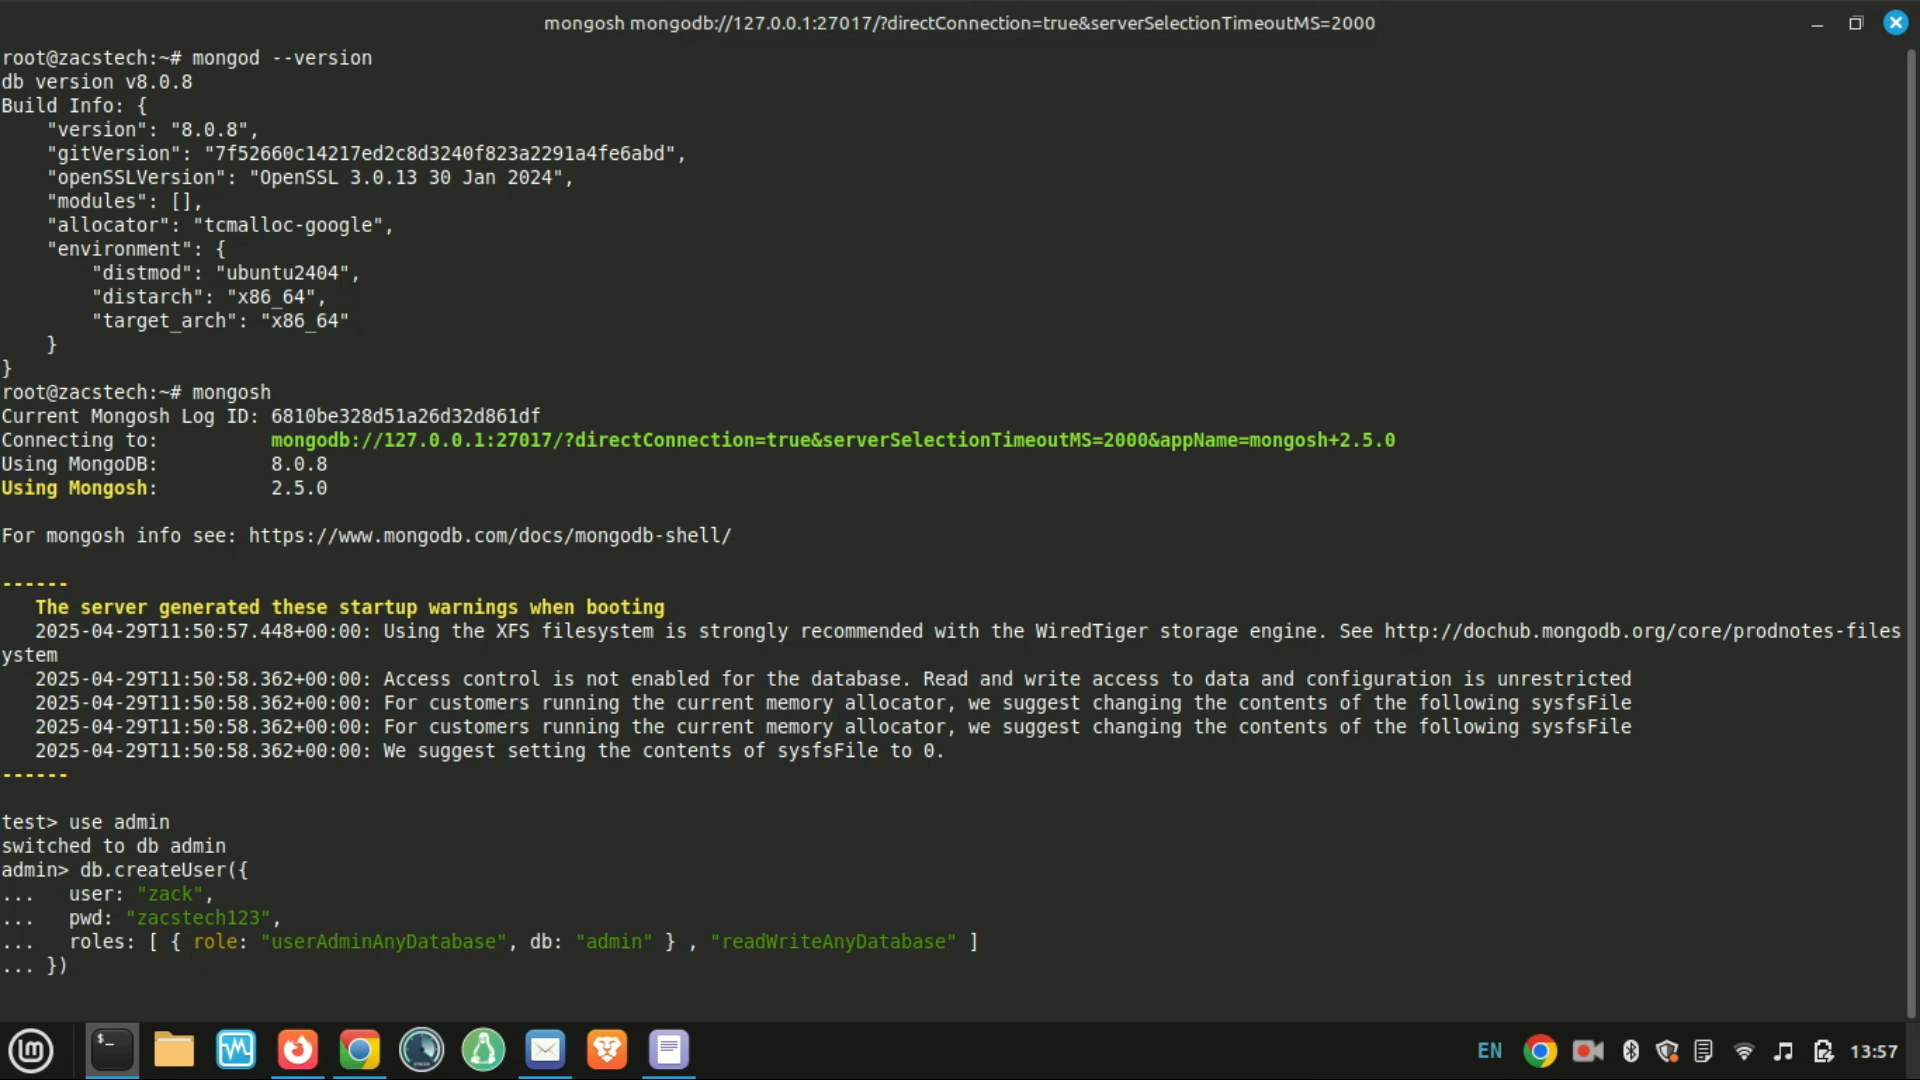 mongosh mongodb://127.0.0.1:27017/?directConnection=true&serverSelectionTimeoutMS=2000
root@zacstech:~# mongod --version
db version v8.0.8
Build Info: {
    "version": "8.0.8",
    "gitVersion": "7f52660c14217ed2c8d3240f823a2291a4fe6abd",
    "openSSLVersion": "OpenSSL 3.0.13 30 Jan 2024",
    "modules": [],
    "allocator": "tcmalloc-google",
    "environment": {
        "distmod": "ubuntu2404",
        "distarch": "x86_64",
        "target_arch": "x86_64"
    }
}
root@zacstech:~# mongosh
Current Mongosh Log ID: 6810be328d51a26d32d861df
Connecting to:          mongodb://127.0.0.1:27017/?directConnection=true&serverSelectionTimeoutMS=2000&appName=mongosh+2.5.0
Using MongoDB:          8.0.8
Using Mongosh:          2.5.0
For mongosh info see: https://www.mongodb.com/docs/mongodb-shell/
------
   The server generated these startup warnings when booting
   2025-04-29T11:50:57.448+00:00: Using the XFS filesystem is strongly recommended with the WiredTiger storage engine. See http://dochub.mongodb.org/core/prodnotes-files
ystem
   2025-04-29T11:50:58.362+00:00: Access control is not enabled for the database. Read and write access to data and configuration is unrestricted
   2025-04-29T11:50:58.362+00:00: For customers running the current memory allocator, we suggest changing the contents of the following sysfsFile
   2025-04-29T11:50:58.362+00:00: For customers running the current memory allocator, we suggest changing the contents of the following sysfsFile
   2025-04-29T11:50:58.362+00:00: We suggest setting the contents of sysfsFile to 0.
------
test> use admin
switched to db admin
admin> db.createUser({
...   user: "zack",
...   pwd: "zacstech123",
...   roles: [ { role: "userAdminAnyDatabase", db: "admin" } , "readWriteAnyDatabase" ]
... })
EN
13:57